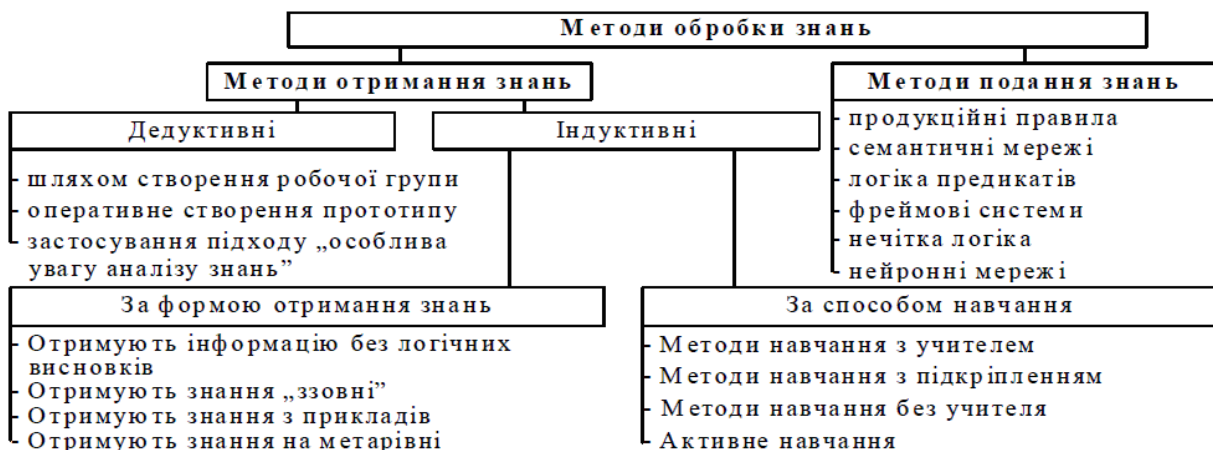 Методи обробки знань
Методи отримання знань
Методи подання знань
Дедуктивні
Індуктивні
- шляхом створення робочої групи
- оперативне створення прототипу
- застосування підходу „особлива
увагу аналізу знань”
- продукційні правила
- семантичні мережі
- логіка предикатів
- фреймові системи
- нечітка логіка
- нейронні мережі
За формою отримання знань
- Отримують інформацію без логічних
висновків
- Отримують знання „ззовні”
- Отримують знання з прикладів
- Отримують знання на метарівні
За способом навчання
- Методи навчання з учителем
- Методи навчання з підкріпленням
- Методи навчання без учителя
- Активне навчання